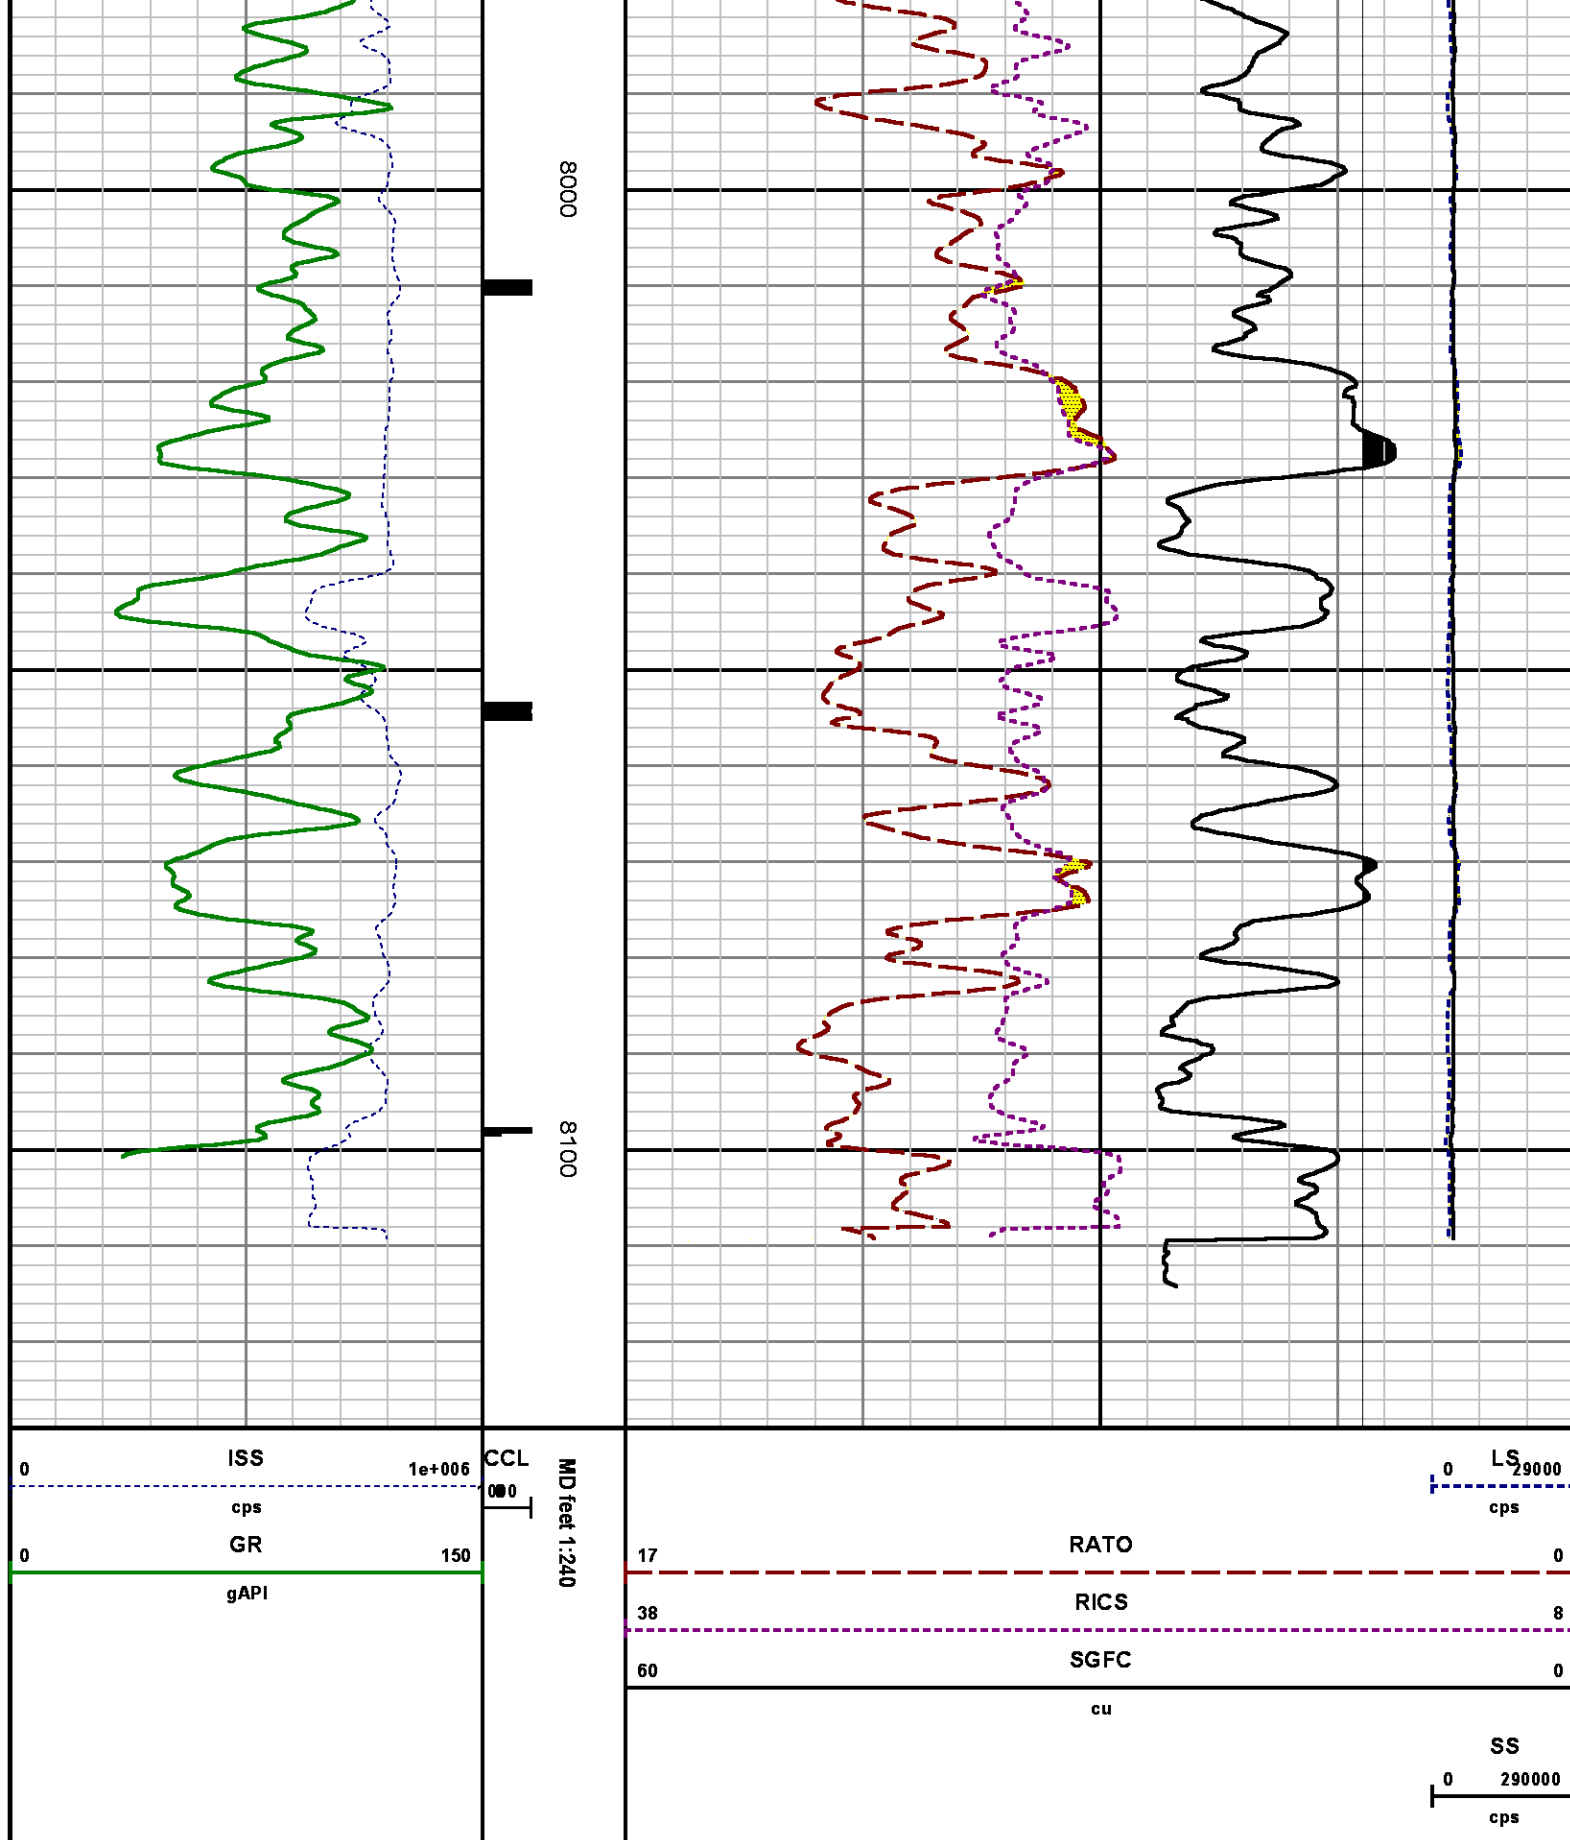 8000
8100
ISS
0 1e+006
cps
GR
0 150
gAPI
CCL
MD feet 1:240
LS
0 29000
cps
RATO
17 0
RICS
38 8
SGFC
60 0
cu
SS
0 290000
cps